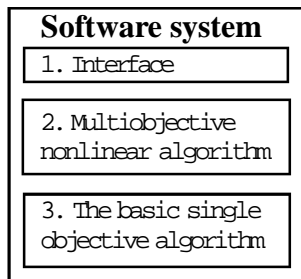 Software system
1. Interface
2. Multiobjective
nonlinear algorithm
3. The basic single
objective algorithm